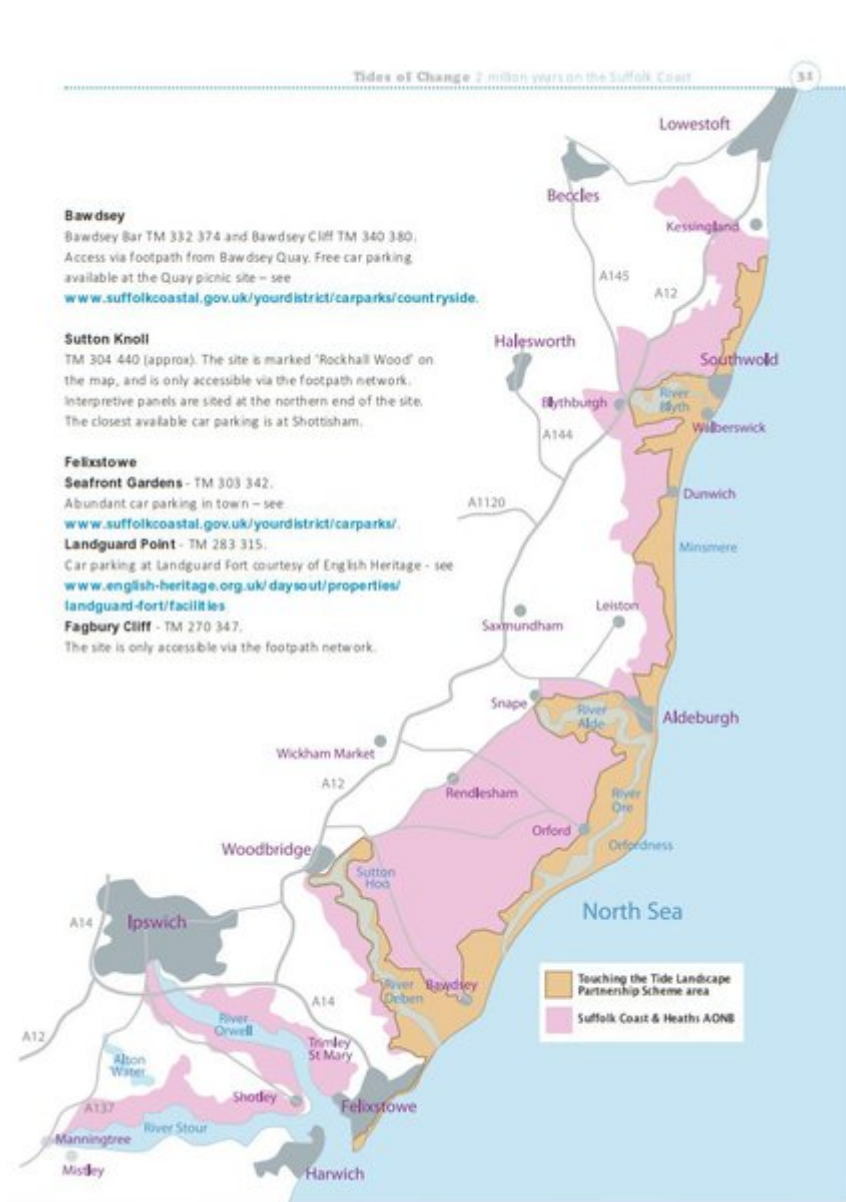 Tides of Change 2 million years on the Suffolk Coast
31
Bawdsey
Bawdsey Bar TM 332 374 and Bawdsey Cliff TM 340 380.
Access via footpath from Bawdsey Quay. Free car parking
available at the Quay picnic site – see
www.suffolkcoastal.gov.uk/yourdistrict/carparks/countryside.
Sutton Knoll
TM 304 440 (approx). The site is marked 'Rockhall Wood' on
the map, and is only accessible via the footpath network.
Interpretive panels are sited at the northern end of the site.
The closest available car parking is at Shottisham.
Felixstowe
Seafront Gardens - TM 303 342.
Abundant car parking in town – see
www.suffolkcoastal.gov.uk/yourdistrict/carparks/.
Landguard Point - TM 283 315.
Car parking at Landguard Fort courtesy of English Heritage - see
www.english-heritage.org.uk/daysout/properties/
landguard-fort/facilities
Fagbury Cliff - TM 270 347.
The site is only accessible via the footpath network.
Lowestoft
Beccles
Kessingland
A145
A12
Halesworth
Southwold
River
Blyth
Blythburgh
Walberswick
A144
Dunwich
A1120
Minsmere
Leiston
Saxmundham
Snape
River
Alde
Aldeburgh
Wickham Market
A12
Rendlesham
River
Ore
Orford
Orfordness
Woodbridge
Sutton
Hoo
North Sea
Ipswich
A14
Touching the Tide Landscape
Partnership Scheme area
Suffolk Coast & Heaths AONB
River
Deben
Bawdsey
A14
River
Orwell
A12
Trimley
St Mary
Alton
Water
Shotley
A137
Felixstowe
River Stour
Manningtree
Mistley
Harwich